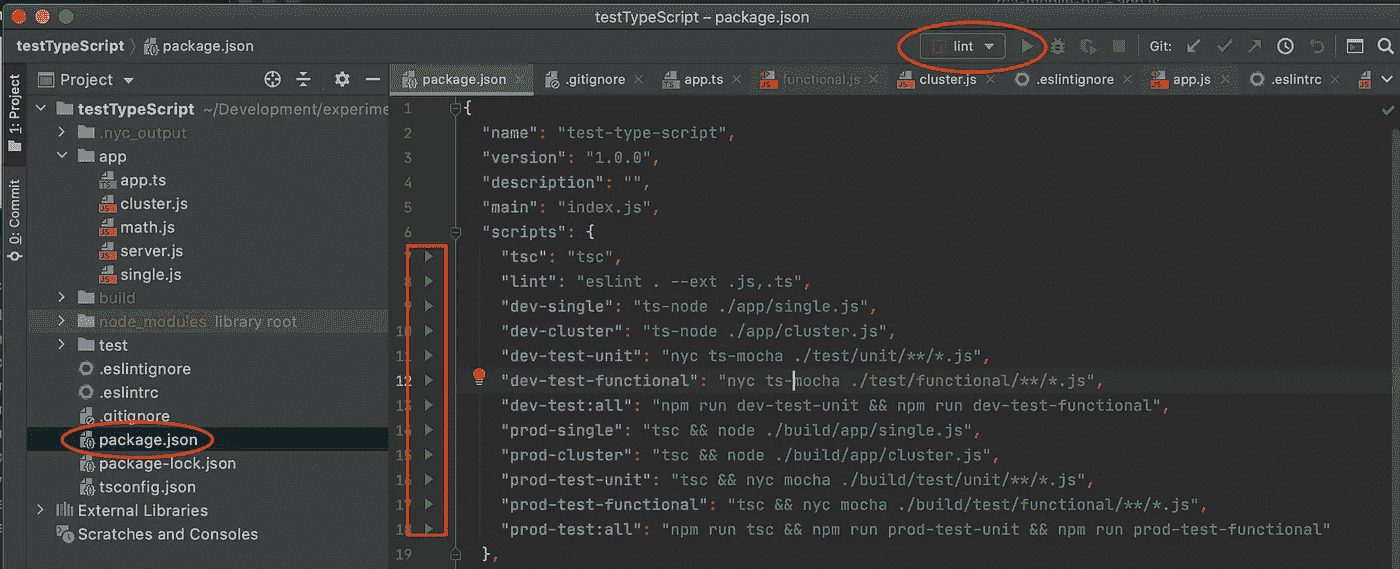 testTypeScript – package.json
testTypeScript package.json
lint
Git:
1: Project
0: Commit
Project
package.json .gitignore app.ts functional.js cluster.js .eslintignore app.js .eslintrc
testTypeScript ~/Development/experime
.nyc_output
app
app.ts
cluster.js
math.js
server.js
single.js
build
node_modules library root
test
.eslintignore
.eslintrc
.gitignore
package.json
package-lock.json
tsconfig.json
External Libraries
Scratches and Consoles
1 {
2 "name": "test-type-script",
3 "version": "1.0.0",
4 "description": "",
5 "main": "index.js",
6 "scripts": {
7 "tsc": "tsc",
8 "lint": "eslint . --ext .js,.ts",
9 "dev-single": "ts-node ./app/single.js",
10 "dev-cluster": "ts-node ./app/cluster.js",
11 "dev-test-unit": "nyc ts-mocha ./test/unit/**/*.js",
12 "dev-test-functional": "nyc ts-mocha ./test/functional/**/*.js",
13 "dev-test:all": "npm run dev-test-unit && npm run dev-test-functional",
14 "prod-single": "tsc && node ./build/app/single.js",
15 "prod-cluster": "tsc && node ./build/app/cluster.js",
16 "prod-test-unit": "tsc && nyc mocha ./build/test/unit/**/*.js",
17 "prod-test-functional": "tsc && nyc mocha ./build/test/functional/**/*.js",
18 "prod-test:all": "npm run tsc && npm run prod-test-unit && npm run prod-test-functional"
19 },